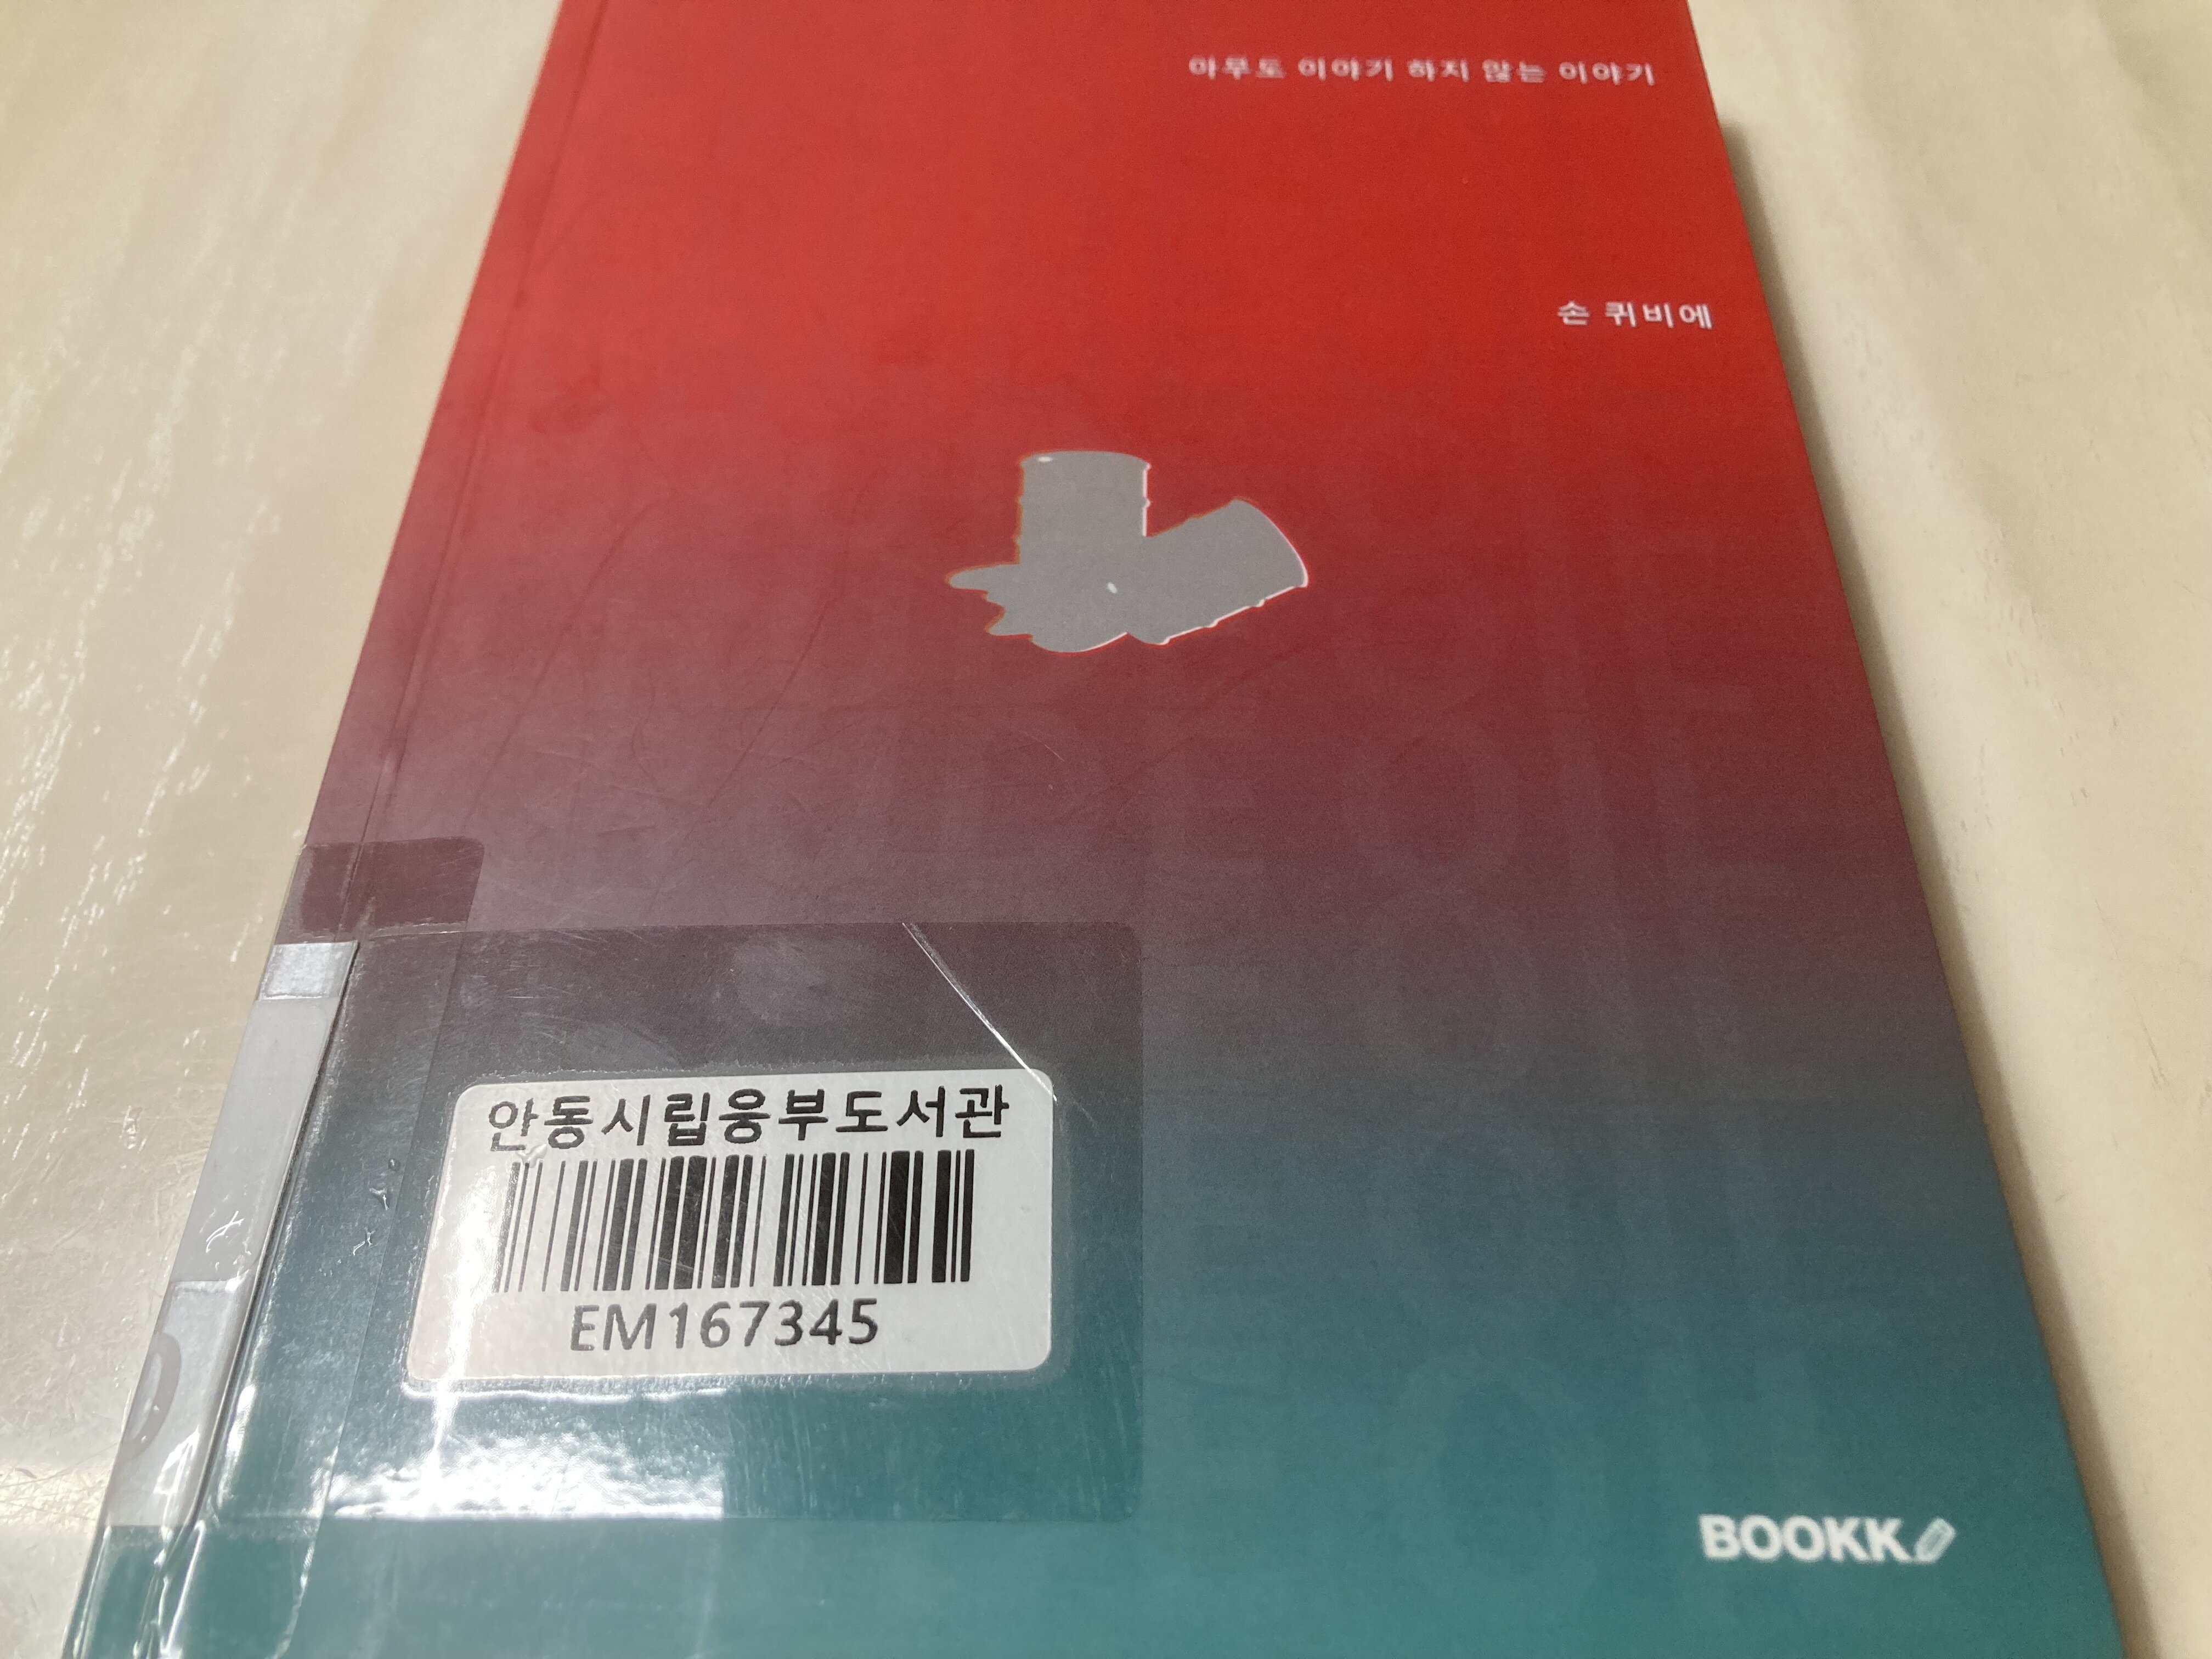 아무도 이야기 하지 않는 이야기
손 퀴비에
안동시립웅부도서관
EM167345
BOOKK